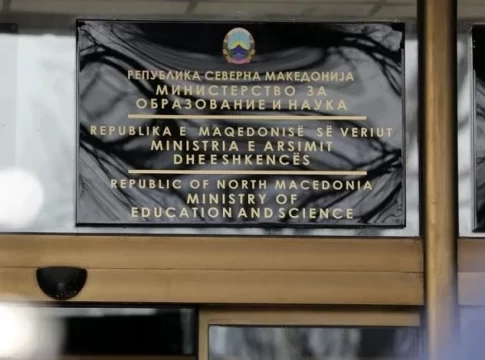 РЕПУБЛИКА СЕВЕРНА МАКЕДОНИЈА
МИНИСТЕРСТВО ЗА
ОБРАЗОВАНИЕ И НАУКА
REPUBLIKA E MAQEDONISË SË VERIUT
MINISTRIA E ARSIMIT
DHE ESHKENCËS
REPUBLIC OF NORTH MACEDONIA
MINISTRY OF
EDUCATION AND SCIENCE